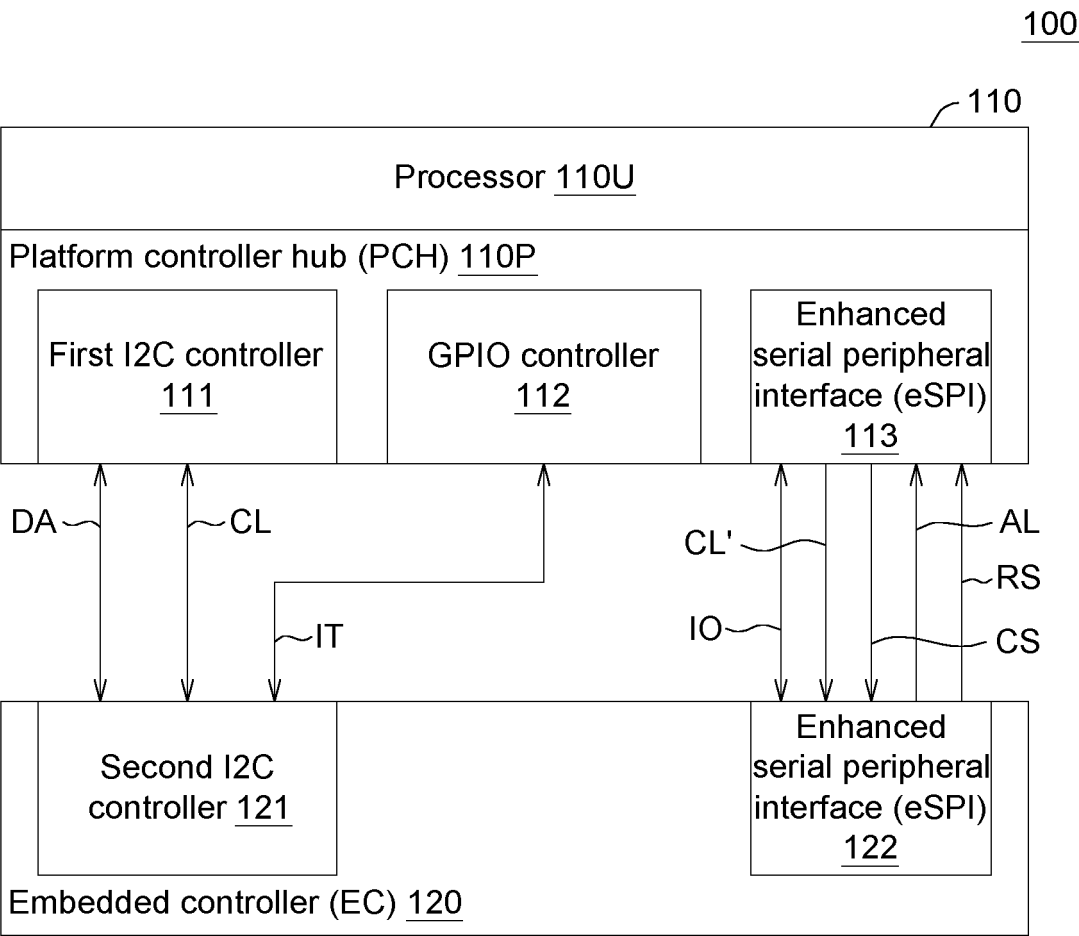 100
110
Processor 110U
Platform controller hub (PCH) 110P
First I2C controller
111
GPIO controller
112
Enhanced
serial peripheral
interface (eSPI)
113
DA
CL
IT
CL'
IO
AL
RS
CS
Second I2C
controller 121
Enhanced
serial peripheral
interface (eSPI)
122
Embedded controller (EC) 120